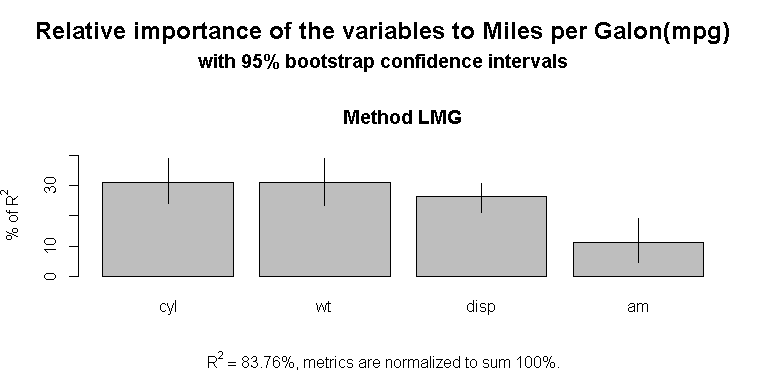 Relative importance of the variables to Miles per Galon(mpg)
with 95% bootstrap confidence intervals
Method LMG
% of R²
30
10
0
cyl wt disp am
R² = 83.76%, metrics are normalized to sum 100%.